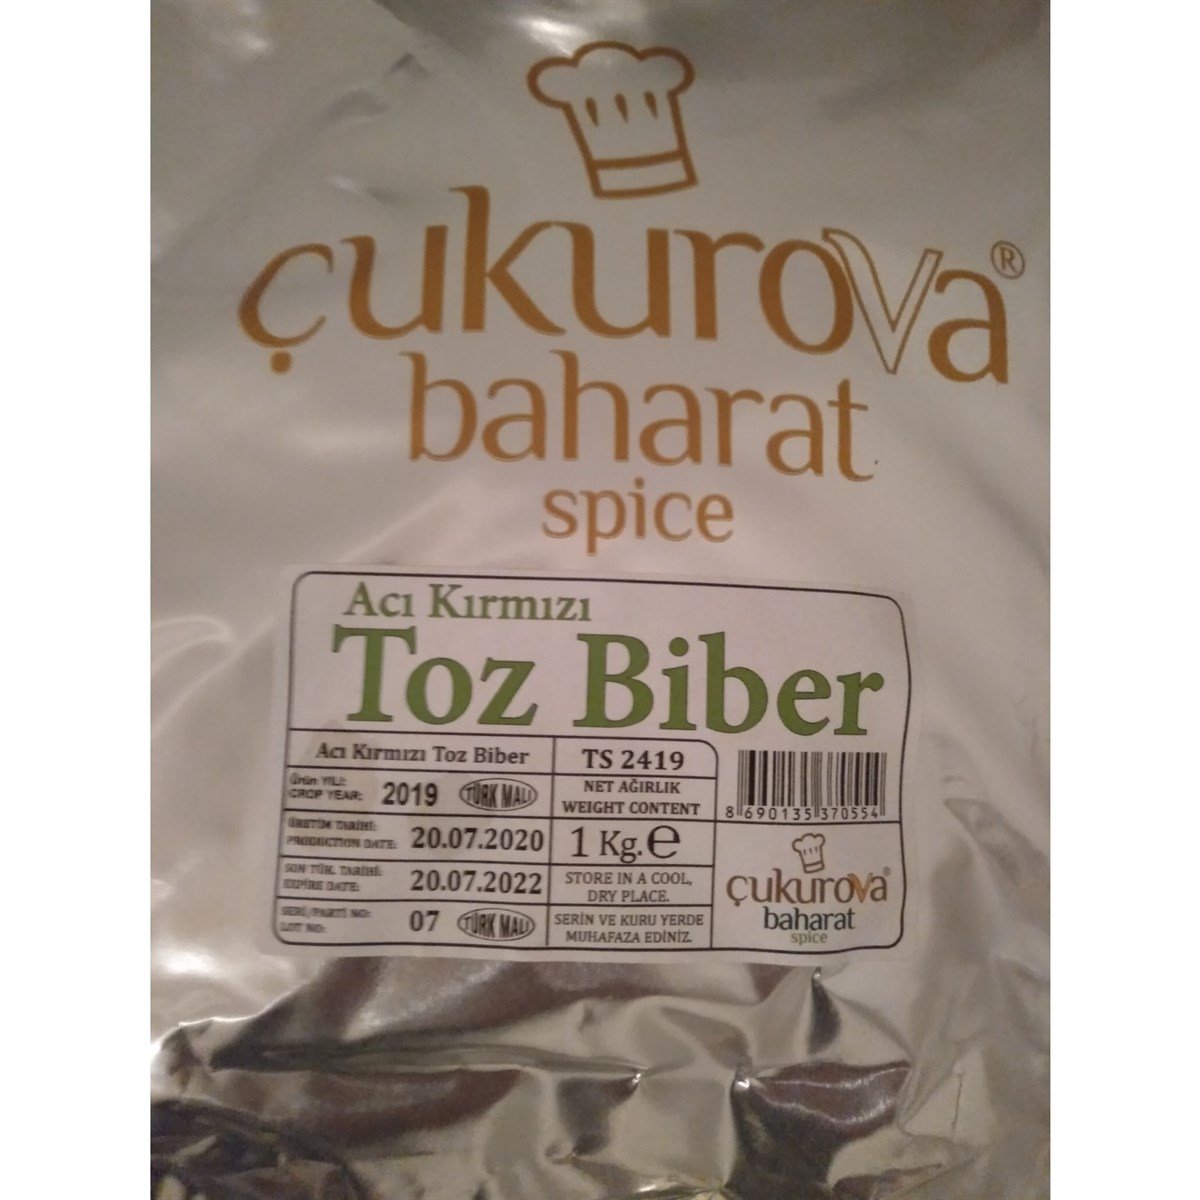 çukurova®
baharat
spice
Acı Kırmızı
Toz Biber
Acı Kırmızı Toz Biber
TS 2419
Ürün YILI:
CROP YEAR:
2019
TÜRK MALI
NET AĞIRLIK
WEIGHT CONTENT
8 690135 370554
ÜRETİM TARİHİ:
PRODUCTION DATE:
20.07.2020
1 Kg. e
SON TÜK. TARİHİ:
EXPIRE DATE:
20.07.2022
STORE IN A COOL,
DRY PLACE.
SERİ/PARTİ NO:
LOT NO:
07
TÜRK MALI
SERİN VE KURU YERDE
MUHAFAZA EDİNİZ.
çukurova®
baharat
spice